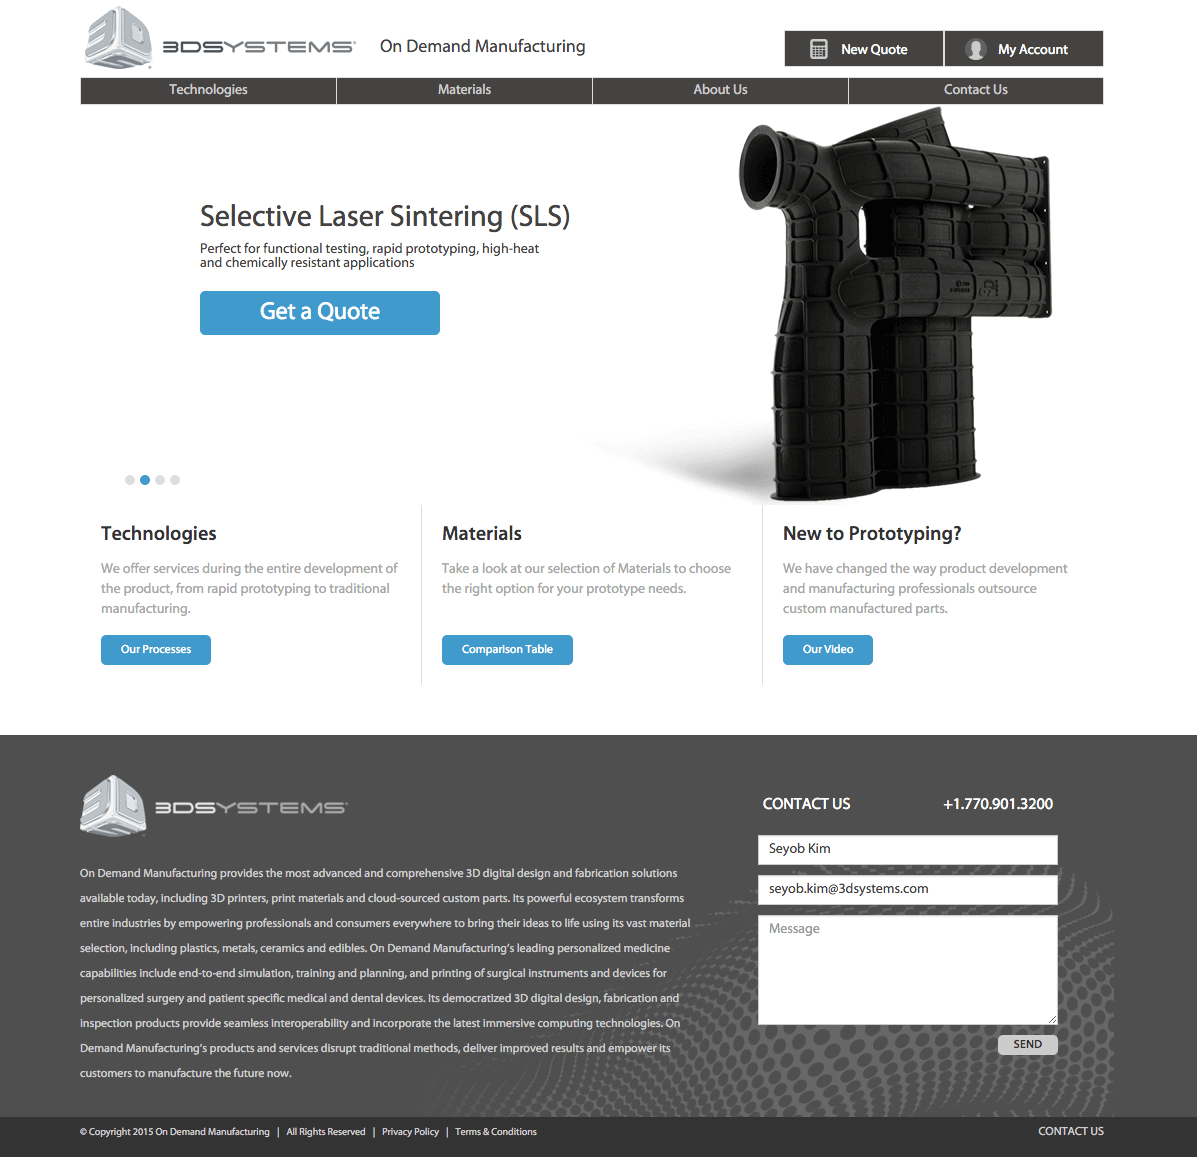 3DSYSTEMS
On Demand Manufacturing
New Quote
My Account
Technologies
Materials
About Us
Contact Us
Selective Laser Sintering (SLS)
Perfect for functional testing, rapid prototyping, high-heat
and chemically resistant applications
Get a Quote
Technologies
We offer services during the entire development of
the product, from rapid prototyping to traditional
manufacturing.
Our Processes
Materials
Take a look at our selection of Materials to choose
the right option for your prototype needs.
Comparison Table
New to Prototyping?
We have changed the way product development
and manufacturing professionals outsource
custom manufactured parts.
Our Video
3DSYSTEMS
On Demand Manufacturing provides the most advanced and comprehensive 3D digital design and fabrication solutions
available today, including 3D printers, print materials and cloud-sourced custom parts. Its powerful ecosystem transforms
entire industries by empowering professionals and consumers everywhere to bring their ideas to life using its vast material
selection, including plastics, metals, ceramics and edibles. On Demand Manufacturing's leading personalized medicine
capabilities include end-to-end simulation, training and planning, and printing of surgical instruments and devices for
personalized surgery and patient specific medical and dental devices. Its democratized 3D digital design, fabrication and
inspection products provide seamless interoperability and incorporate the latest immersive computing technologies. On
Demand Manufacturing's products and services disrupt traditional methods, deliver improved results and empower its
customers to manufacture the future now.
CONTACT US
+1.770.901.3200
Seyob Kim
seyob.kim@3dsystems.com
Message
SEND
© Copyright 2015 On Demand Manufacturing | All Rights Reserved | Privacy Policy | Terms & Conditions
CONTACT US